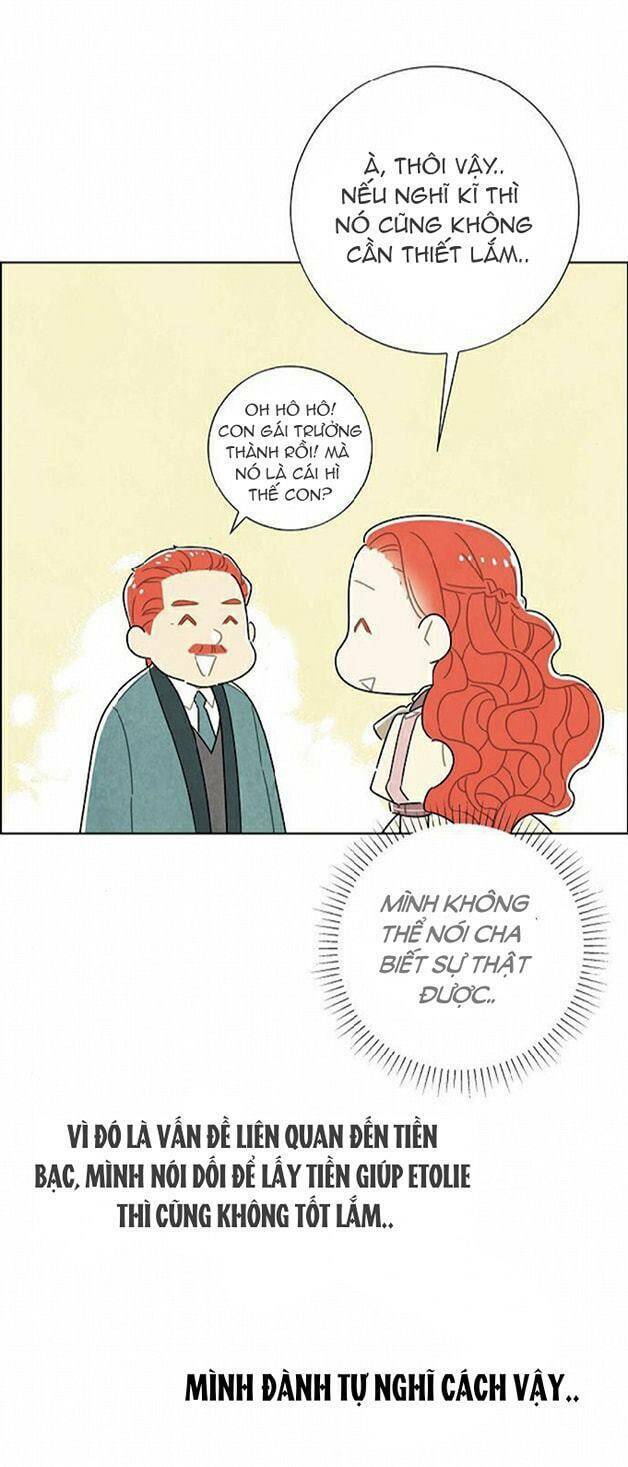 À, THÔI VẬY..
NẾU NGHĨ KĨ THÌ
NÓ CŨNG KHÔNG
CẦN THIẾT LẮM..
OH HÔ HÔ!
CON GÁI TRƯỞNG
THÀNH RỒI! MÀ
NÓ LÀ CÁI HÌ
THẾ CON?
MÌNH KHÔNG
THỂ NÓI CHA
BIẾT SỰ THẬT
ĐƯỢC..
VÌ ĐÓ LÀ VẤN ĐỀ LIÊN QUAN ĐẾN TIỀN
BẠC, MÌNH NÓI DỐI ĐỂ LẤY TIỀN GIÚP ETOLIE
THÌ CŨNG KHÔNG TỐT LẮM..
MÌNH ĐÀNH TỰ NGHĨ CÁCH VẬY..